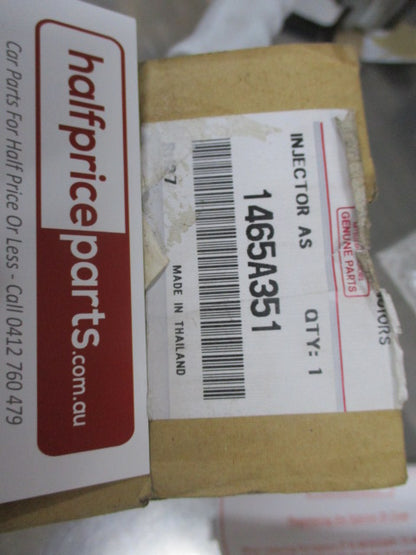 halfpriceparts.com.au
Car Parts For Half Price Or Less - Call 0412 760 479
GENUINE PARTS
INJECTOR AS QTY: 1
1465A351
MADE IN THAILAND